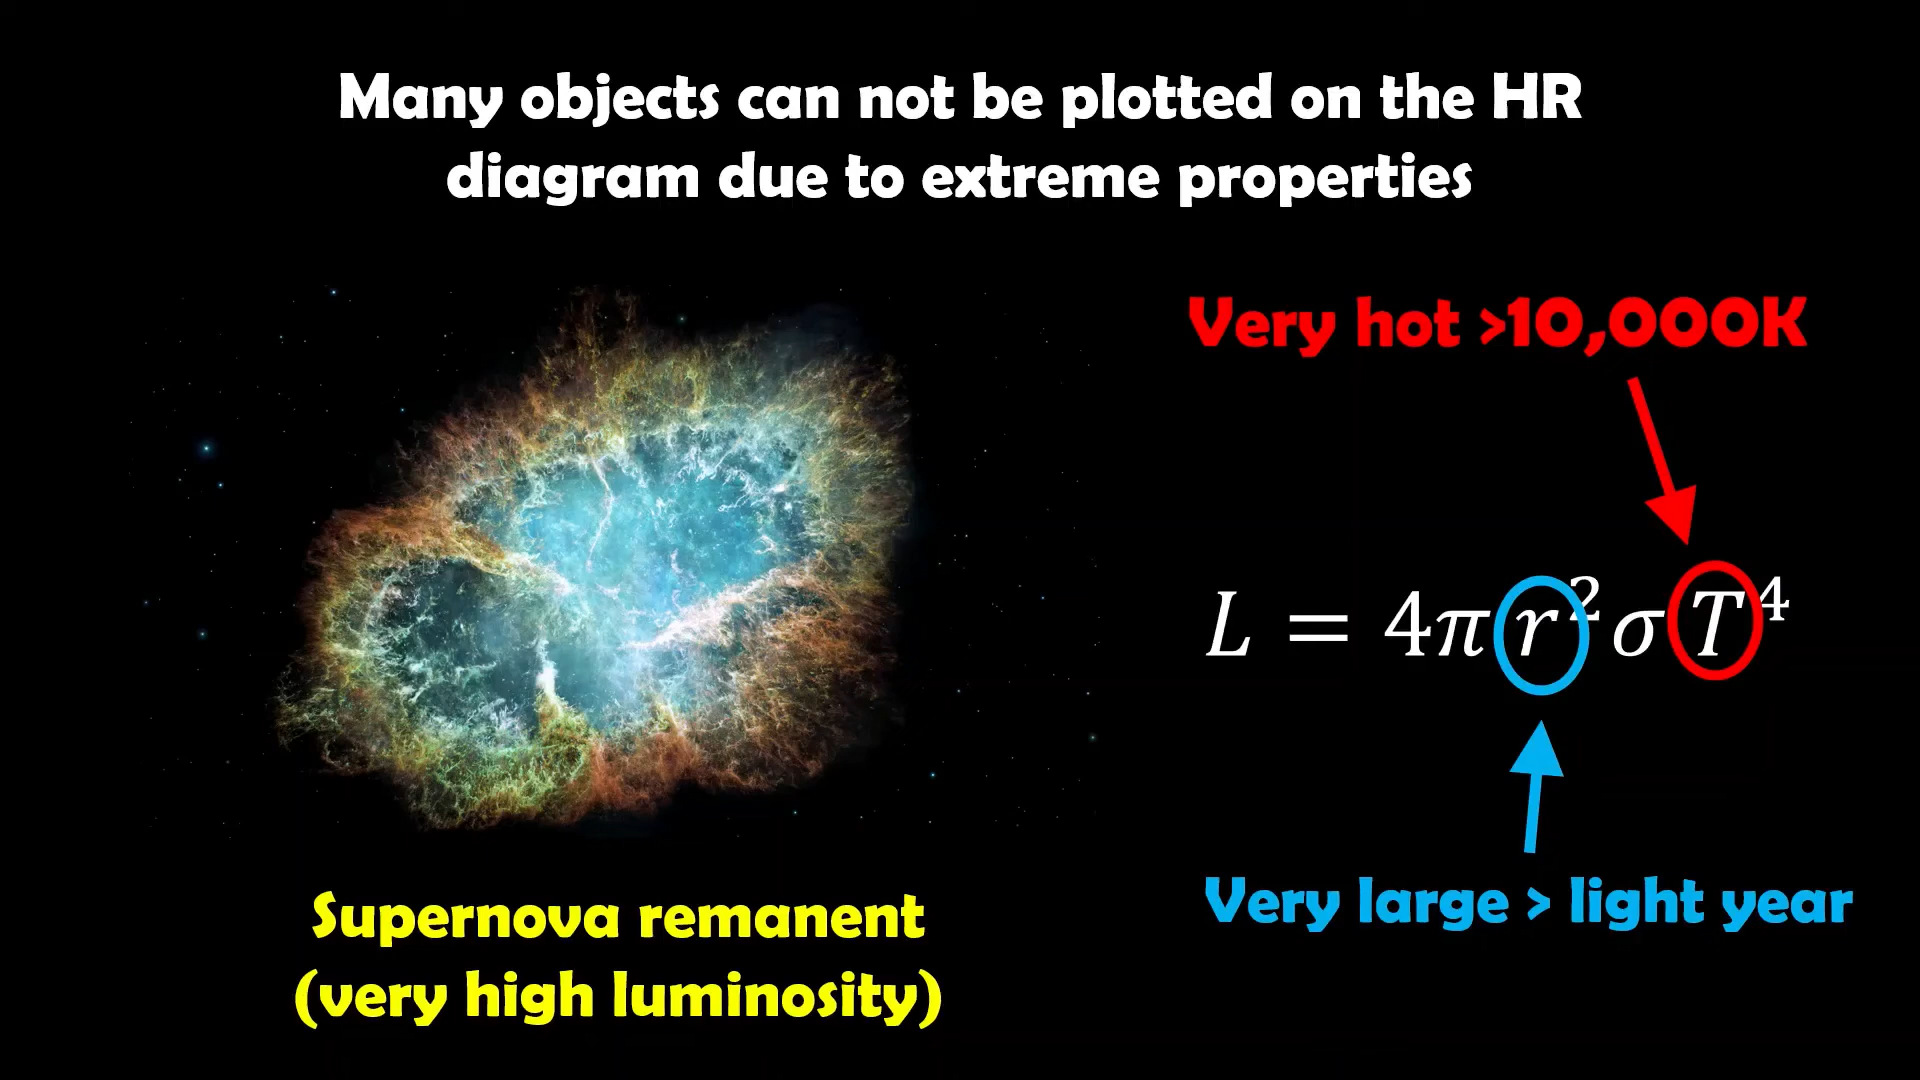 Many objects can not be plotted on the HR
diagram due to extreme properties
Very hot >10,000K
L = 4πr²σT⁴
Very large > light year
Supernova remanent
(very high luminosity)